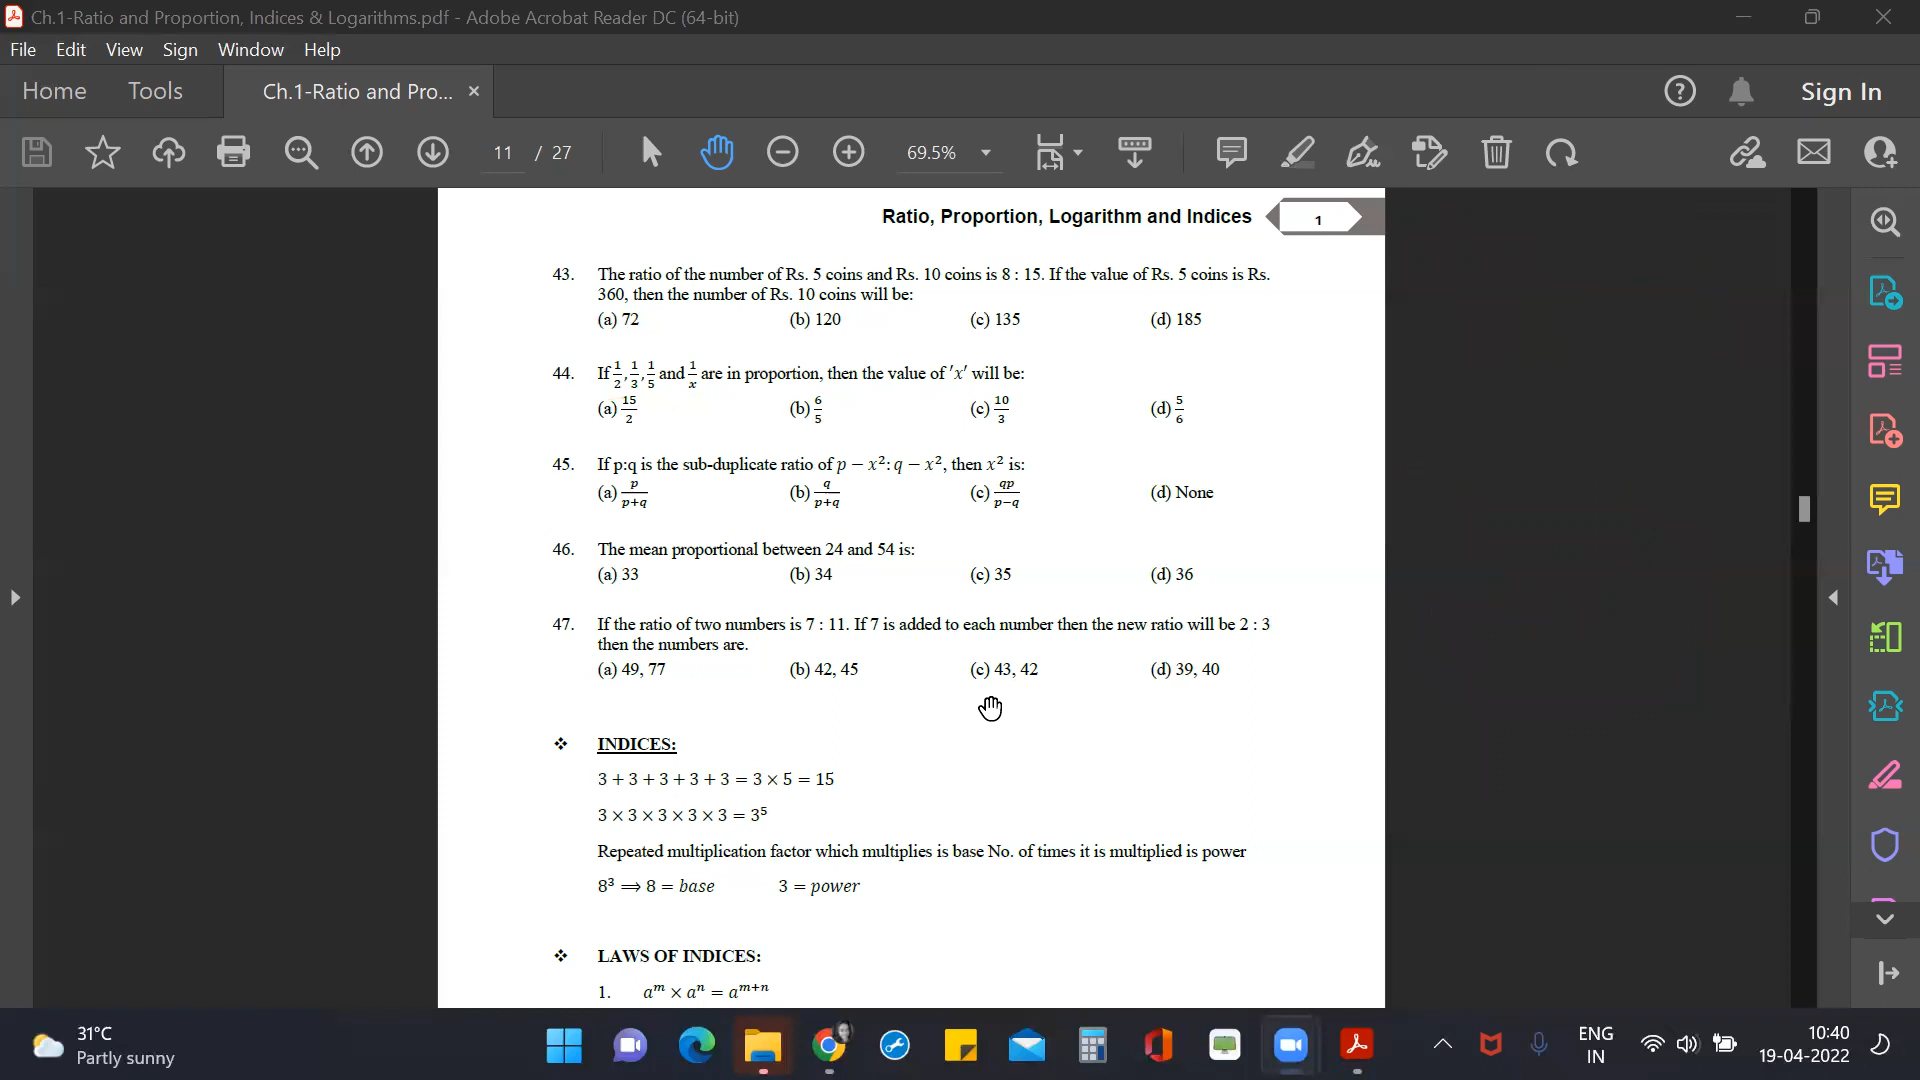 Ch.1-Ratio and Proportion, Indices & Logarithms.pdf - Adobe Acrobat Reader DC (64-bit)
File Edit View Sign Window Help
Home Tools Ch.1-Ratio and Pro... × Sign In
11 / 27 69.5%
Ratio, Proportion, Logarithm and Indices 1
43. The ratio of the number of Rs. 5 coins and Rs. 10 coins is 8 : 15. If the value of Rs. 5 coins is Rs.
360, then the number of Rs. 10 coins will be:
(a) 72 (b) 120 (c) 135 (d) 185
44. If 1/2, 1/3, 1/5 and 1/x are in proportion, then the value of 'x' will be:
(a) 15/2 (b) 6/5 (c) 10/3 (d) 5/6
45. If p:q is the sub-duplicate ratio of p − x²: q − x², then x² is:
(a) p/p+q (b) q/p+q (c) qp/p−q (d) None
46. The mean proportional between 24 and 54 is:
(a) 33 (b) 34 (c) 35 (d) 36
47. If the ratio of two numbers is 7 : 11. If 7 is added to each number then the new ratio will be 2 : 3
then the numbers are.
(a) 49, 77 (b) 42, 45 (c) 43, 42 (d) 39, 40
❖ INDICES:
3 + 3 + 3 + 3 + 3 = 3 × 5 = 15
3 × 3 × 3 × 3 × 3 = 3⁵
Repeated multiplication factor which multiplies is base No. of times it is multiplied is power
8³ ⟹ 8 = base 3 = power
❖ LAWS OF INDICES:
1. aᵐ × aⁿ = aᵐ⁺ⁿ
31°C
Partly sunny
ENG
IN
10:40
19-04-2022